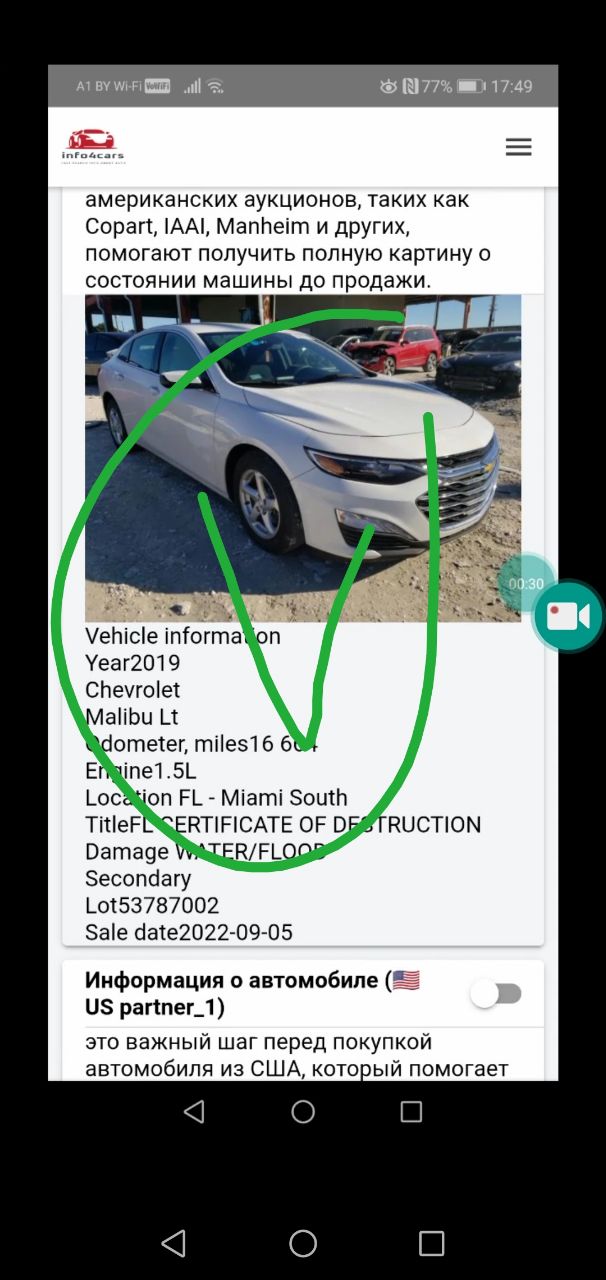 A1 BY Wi-Fi VoWiFi 77% 17:49
info4cars
американских аукционов, таких как
Copart, IAAI, Manheim и других,
помогают получить полную картину о
состоянии машины до продажи.
00:30
Vehicle information
Year2019
Chevrolet
Malibu Lt
Odometer, miles16 664
Engine1.5L
Location FL - Miami South
TitleFL CERTIFICATE OF DESTRUCTION
Damage WATER/FLOOD
Secondary
Lot53787002
Sale date2022-09-05
Информация о автомобиле (🇺🇸
US partner_1)
это важный шаг перед покупкой
автомобиля из США, который помогает